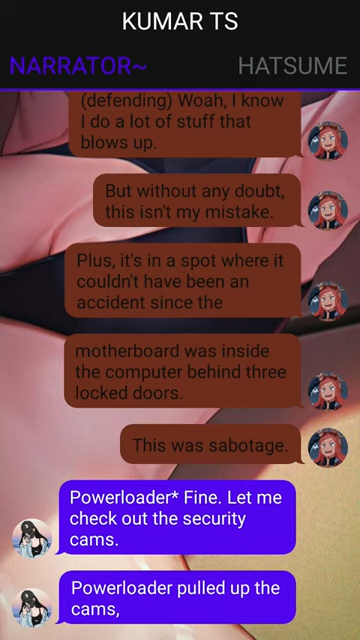 KUMAR TS
NARRATOR~ HATSUME
(defending) Woah, I know
I do a lot of stuff that
blows up.
But without any doubt,
this isn't my mistake.
Plus, it's in a spot where it
couldn't have been an
accident since the
motherboard was inside
the computer behind three
locked doors.
This was sabotage.
Powerloader* Fine. Let me
check out the security
cams.
Powerloader pulled up the
cams,